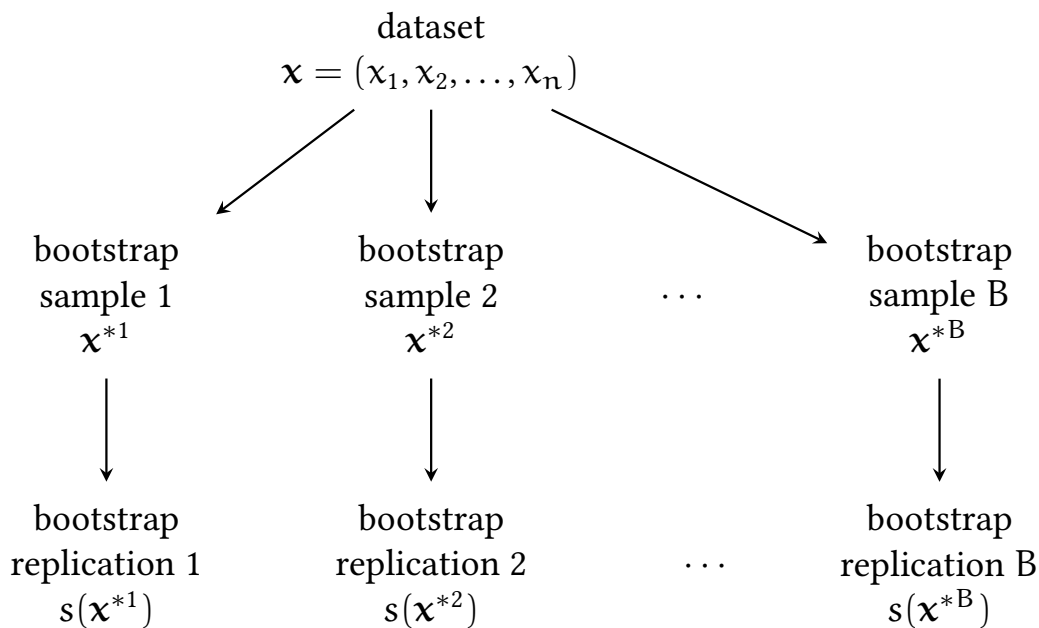 dataset
x = (x₁, x₂, . . . , xₙ)
bootstrap
sample 1
x*¹
bootstrap
sample 2
x*²
· · ·
bootstrap
sample B
x*ᴮ
bootstrap
replication 1
s(x*¹)
bootstrap
replication 2
s(x*²)
· · ·
bootstrap
replication B
s(x*ᴮ)